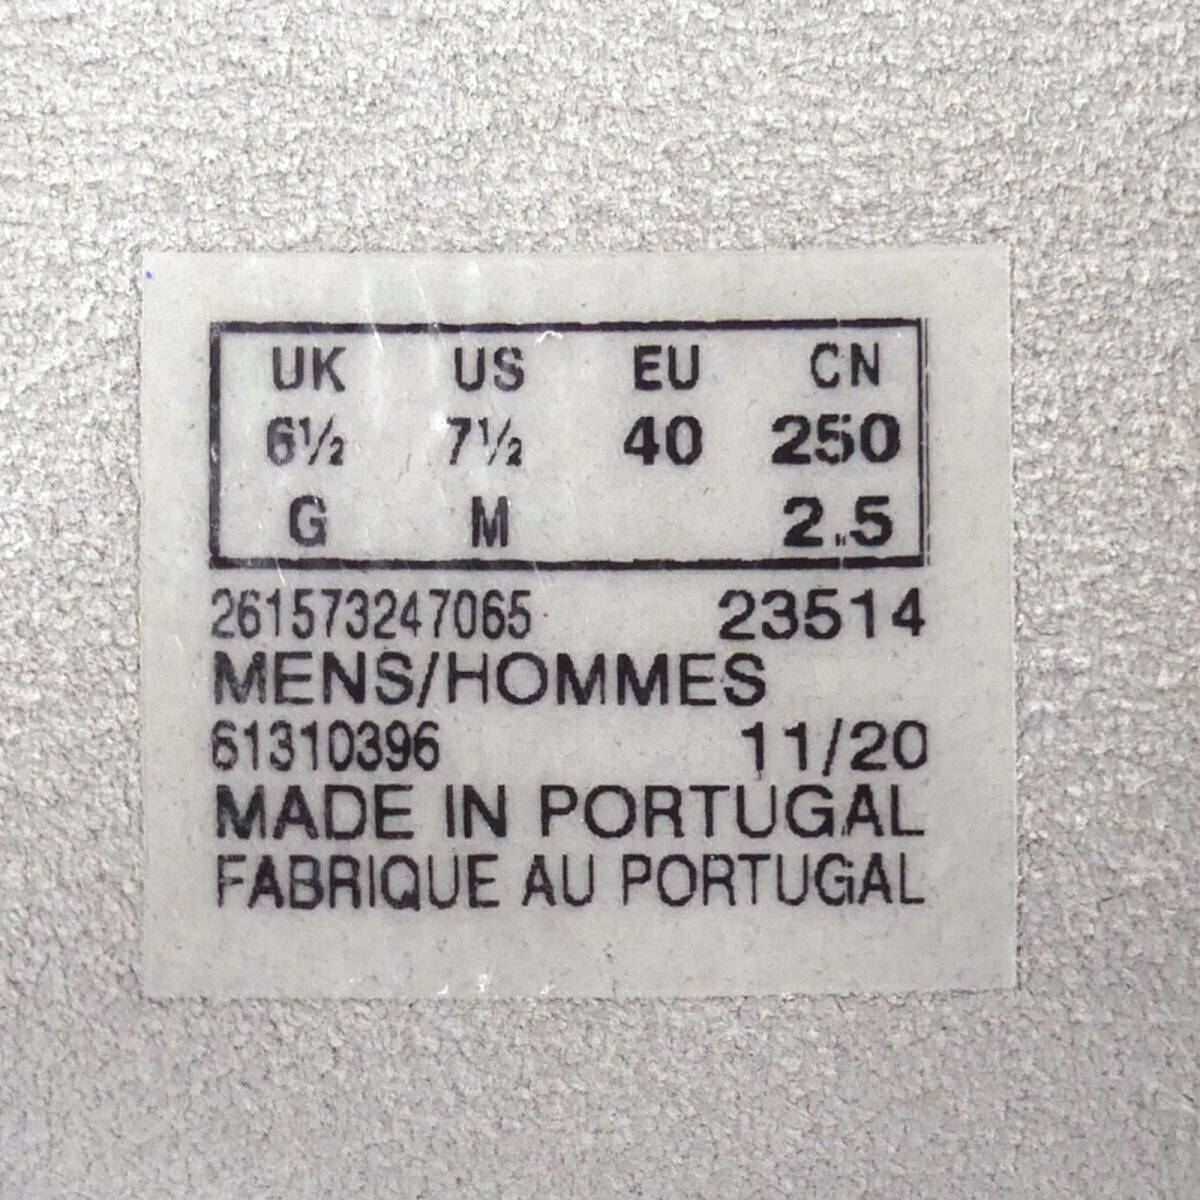 UK US EU CN
6½ 7½ 40 250
G M 2.5
261573247065 23514
MENS/HOMMES
61310396 11/20
MADE IN PORTUGAL
FABRIQUE AU PORTUGAL